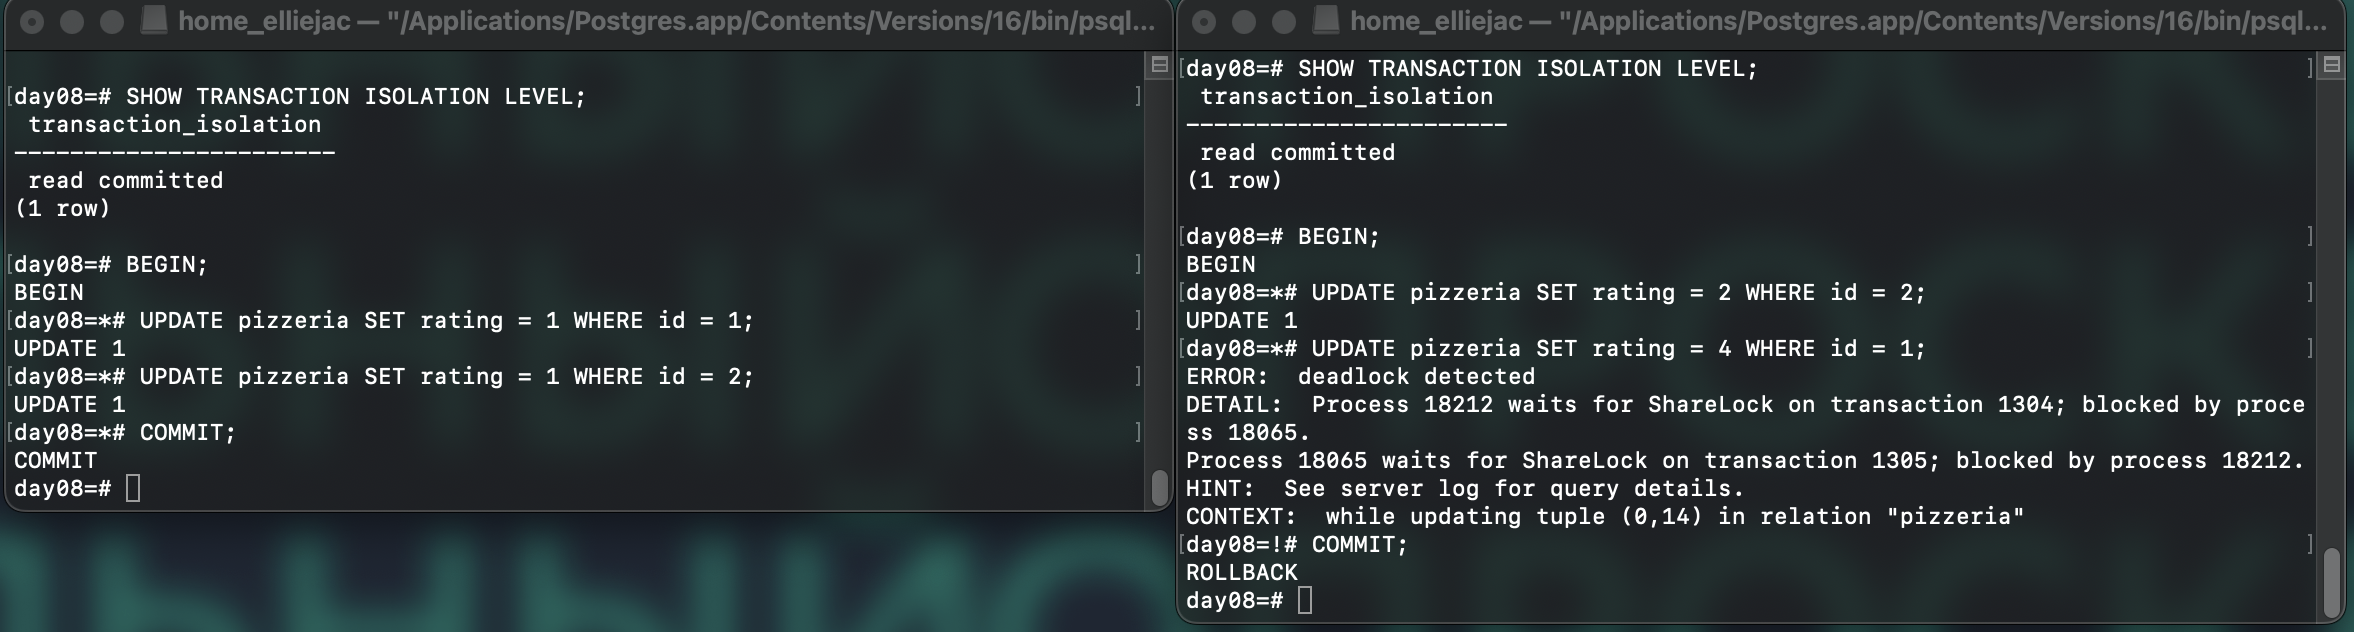 home_elliejac — "/Applications/Postgres.app/Contents/Versions/16/bin/psql...
day08=# SHOW TRANSACTION ISOLATION LEVEL;
 transaction_isolation
-----------------------
 read committed
(1 row)

day08=# BEGIN;
BEGIN
day08=*# UPDATE pizzeria SET rating = 1 WHERE id = 1;
UPDATE 1
day08=*# UPDATE pizzeria SET rating = 1 WHERE id = 2;
UPDATE 1
day08=*# COMMIT;
COMMIT
day08=#
home_elliejac — "/Applications/Postgres.app/Contents/Versions/16/bin/psql...
day08=# SHOW TRANSACTION ISOLATION LEVEL;
 transaction_isolation
-----------------------
 read committed
(1 row)

day08=# BEGIN;
BEGIN
day08=*# UPDATE pizzeria SET rating = 2 WHERE id = 2;
UPDATE 1
day08=*# UPDATE pizzeria SET rating = 4 WHERE id = 1;
ERROR:  deadlock detected
DETAIL:  Process 18212 waits for ShareLock on transaction 1304; blocked by proce
ss 18065.
Process 18065 waits for ShareLock on transaction 1305; blocked by process 18212.
HINT:  See server log for query details.
CONTEXT:  while updating tuple (0,14) in relation "pizzeria"
day08=!# COMMIT;
ROLLBACK
day08=#